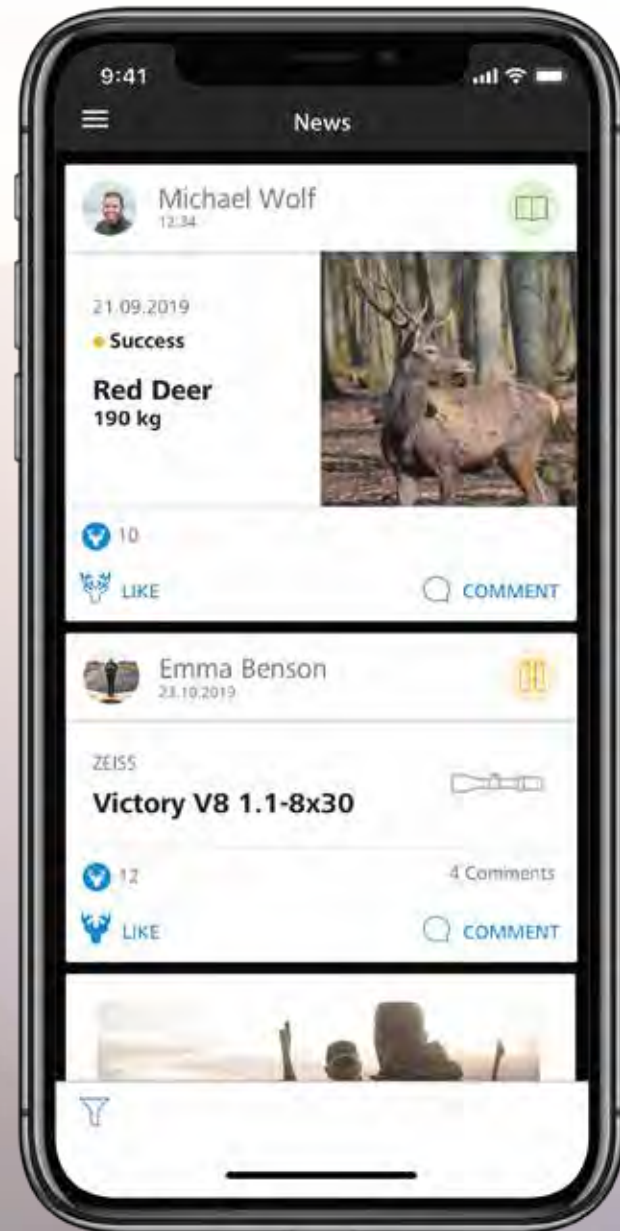 9:41
News
Michael Wolf
12:34
21.09.2019
Success
Red Deer
190 kg
10
LIKE
COMMENT
Emma Benson
23.10.2019
ZEISS
Victory V8 1.1-8x30
12
4 Comments
LIKE
COMMENT